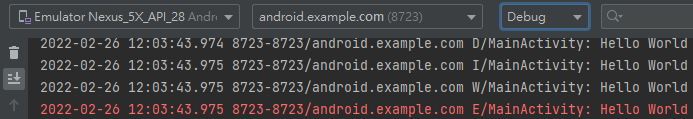 Emulator Nexus_5X_API_28 Andr
android.example.com (8723)
Debug
2022-02-26 12:03:43.974 8723-8723/android.example.com D/MainActivity: Hello World
2022-02-26 12:03:43.975 8723-8723/android.example.com I/MainActivity: Hello World
2022-02-26 12:03:43.975 8723-8723/android.example.com W/MainActivity: Hello World
2022-02-26 12:03:43.975 8723-8723/android.example.com E/MainActivity: Hello World